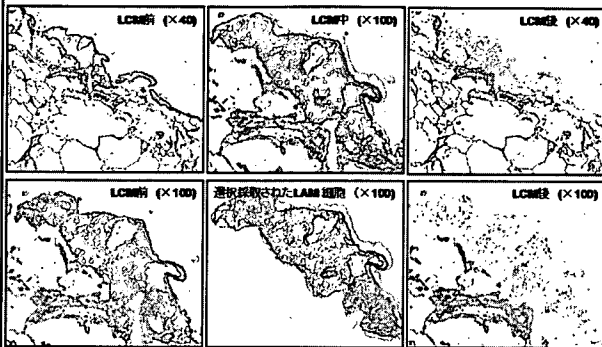 LCM前 (×40)
LCM中 (×100)
LCM後 (×40)
LCM前 (×100)
選択採取されたLAM細胞 (×100)
LCM後 (×100)